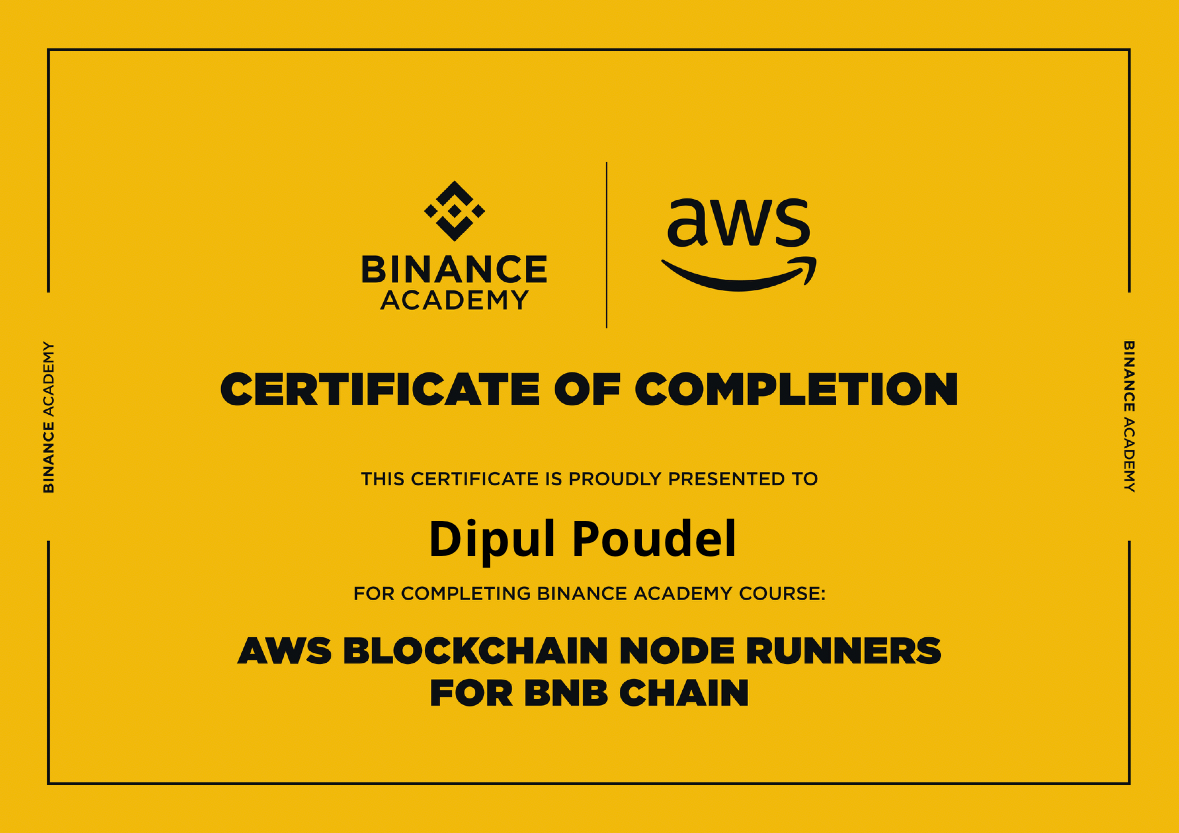 BINANCE
ACADEMY
aws
CERTIFICATE OF COMPLETION
BINANCE ACADEMY
BINANCE ACADEMY
THIS CERTIFICATE IS PROUDLY PRESENTED TO
Dipul Poudel
FOR COMPLETING BINANCE ACADEMY COURSE:
AWS BLOCKCHAIN NODE RUNNERS
FOR BNB CHAIN